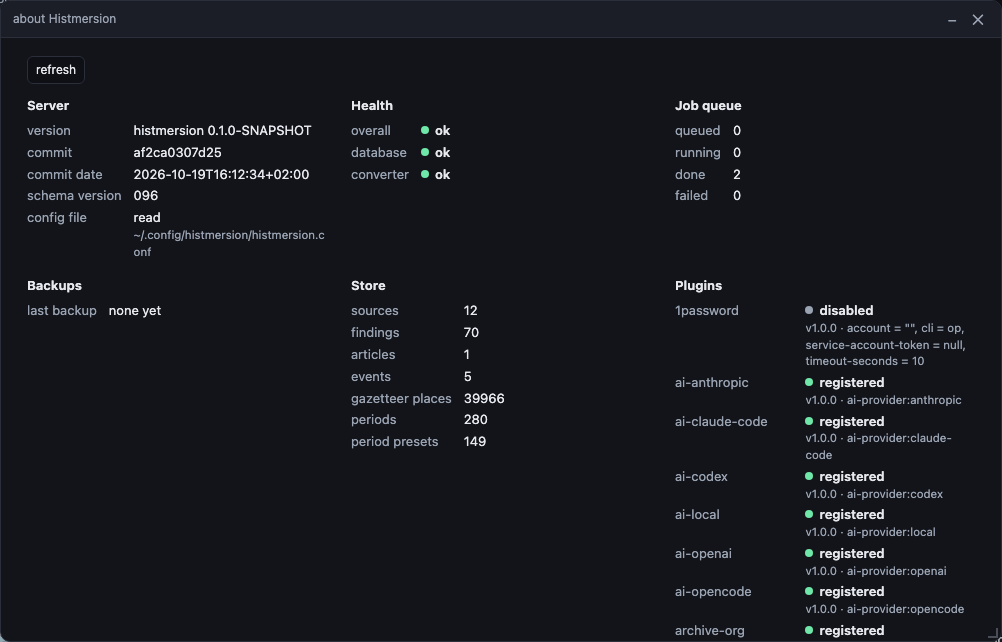 about Histmersion
refresh
Server
version histmersion 0.1.0-SNAPSHOT
commit af2ca0307d25
commit date 2026-10-19T16:12:34+02:00
schema version 096
config file read
~/.config/histmersion/histmersion.c
onf
Health
overall ok
database ok
converter ok
Job queue
queued 0
running 0
done 2
failed 0
Backups
last backup none yet
Store
sources 12
findings 70
articles 1
events 5
gazetteer places 39966
periods 280
period presets 149
Plugins
1password disabled
v1.0.0 · account = "", cli = op,
service-account-token = null,
timeout-seconds = 10
ai-anthropic registered
v1.0.0 · ai-provider:anthropic
ai-claude-code registered
v1.0.0 · ai-provider:claude-
code
ai-codex registered
v1.0.0 · ai-provider:codex
ai-local registered
v1.0.0 · ai-provider:local
ai-openai registered
v1.0.0 · ai-provider:openai
ai-opencode registered
v1.0.0 · ai-provider:opencode
archive-org registered